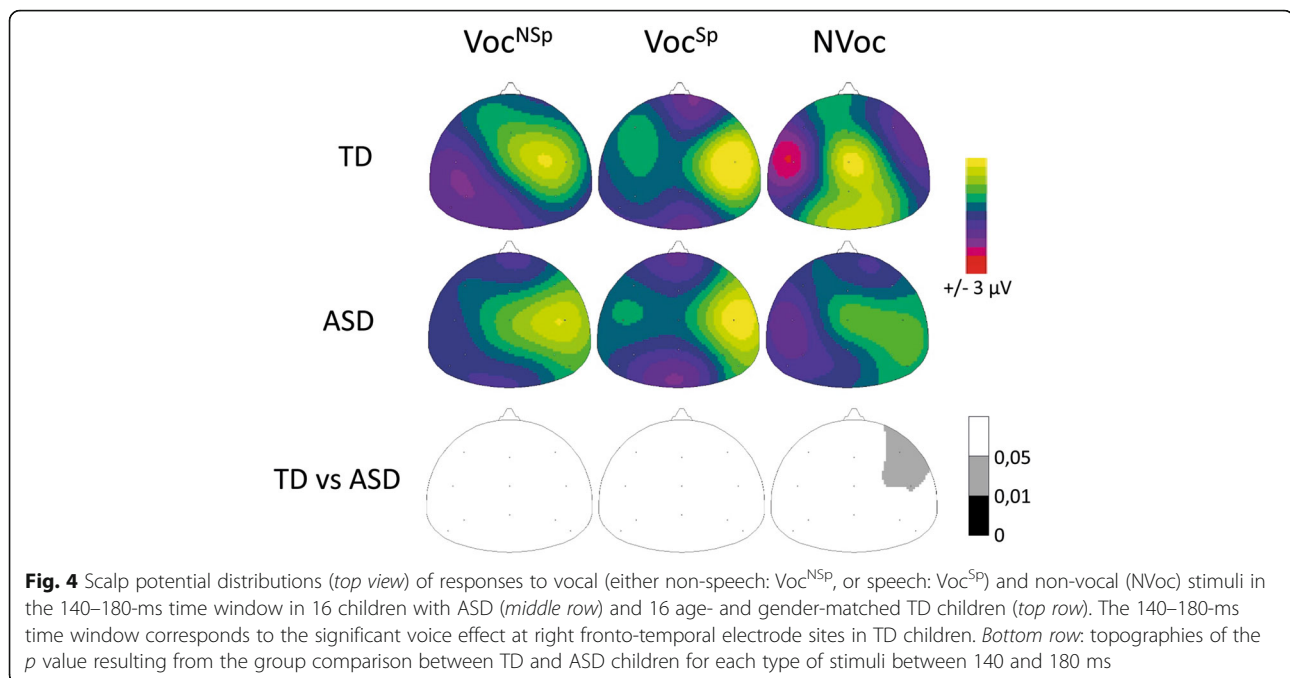 Voc^NSp Voc^Sp NVoc
TD
+/- 3 µV
ASD
TD vs ASD
0,05
0,01
0
Fig. 4 Scalp potential distributions (top view) of responses to vocal (either non-speech: Voc^NSp, or speech: Voc^Sp) and non-vocal (NVoc) stimuli in
the 140–180-ms time window in 16 children with ASD (middle row) and 16 age- and gender-matched TD children (top row). The 140–180-ms
time window corresponds to the significant voice effect at right fronto-temporal electrode sites in TD children. Bottom row: topographies of the
p value resulting from the group comparison between TD and ASD children for each type of stimuli between 140 and 180 ms